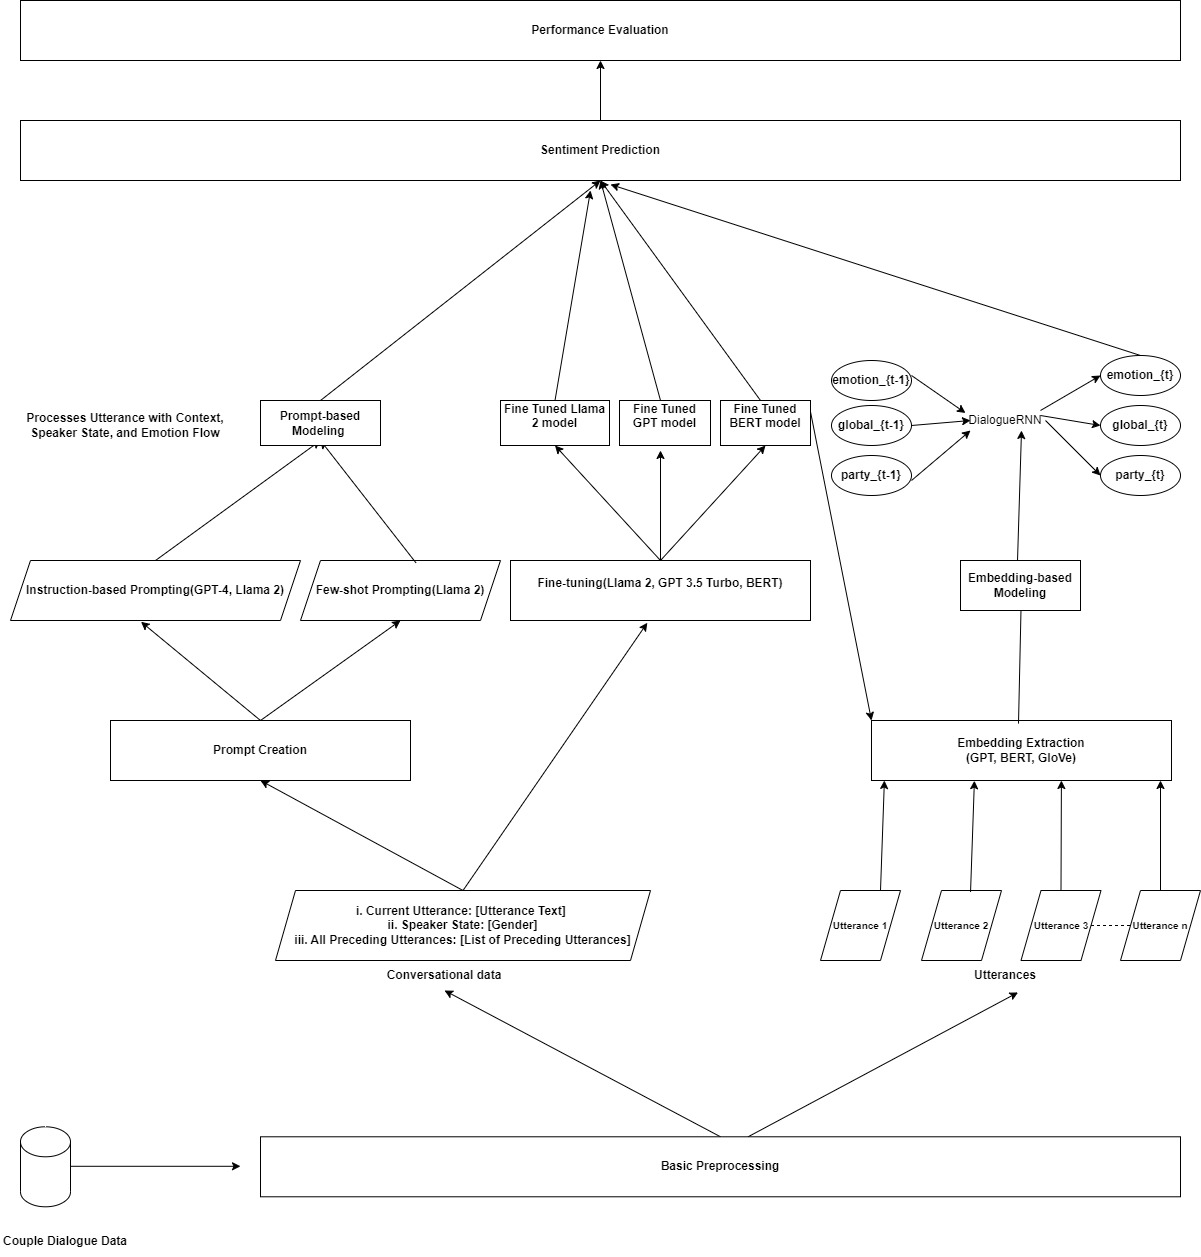 Performance Evaluation
Sentiment Prediction
Processes Utterance with Context,
Speaker State, and Emotion Flow
Prompt-based
Modeling
Fine Tuned Llama
2 model
Fine Tuned
GPT model
Fine Tuned
BERT model
emotion_{t-1}
global_{t-1}
party_{t-1}
DialogueRNN
emotion_{t}
global_{t}
party_{t}
Instruction-based Prompting(GPT-4, Llama 2)
Few-shot Prompting(Llama 2)
Fine-tuning(Llama 2, GPT 3.5 Turbo, BERT)
Embedding-based
Modeling
Prompt Creation
Embedding Extraction
(GPT, BERT, GloVe)
i. Current Utterance: [Utterance Text]
ii. Speaker State: [Gender]
iii. All Preceding Utterances: [List of Preceding Utterances]
Conversational data
Utterance 1
Utterance 2
Utterance 3
Utterance n
Utterances
Basic Preprocessing
Couple Dialogue Data